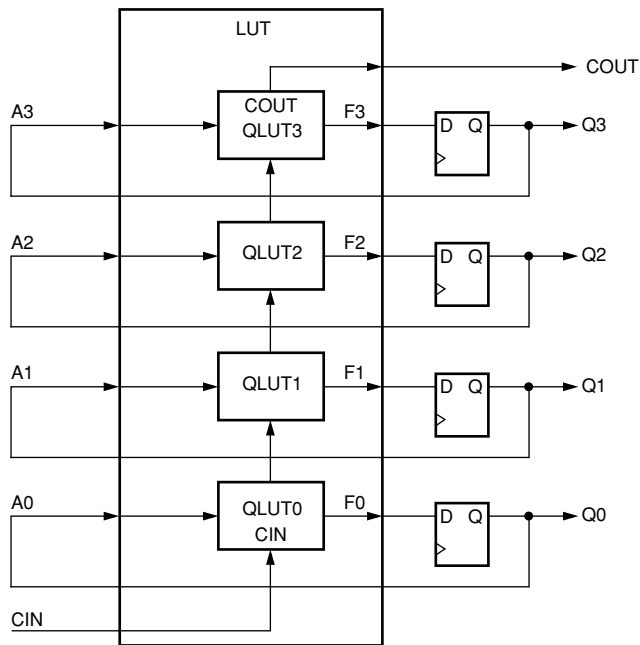 LUT
COUT
A3
COUT
QLUT3
F3
D Q
Q3
A2
QLUT2
F2
D Q
Q2
A1
QLUT1
F1
D Q
Q1
A0
QLUT0
CIN
F0
D Q
Q0
CIN